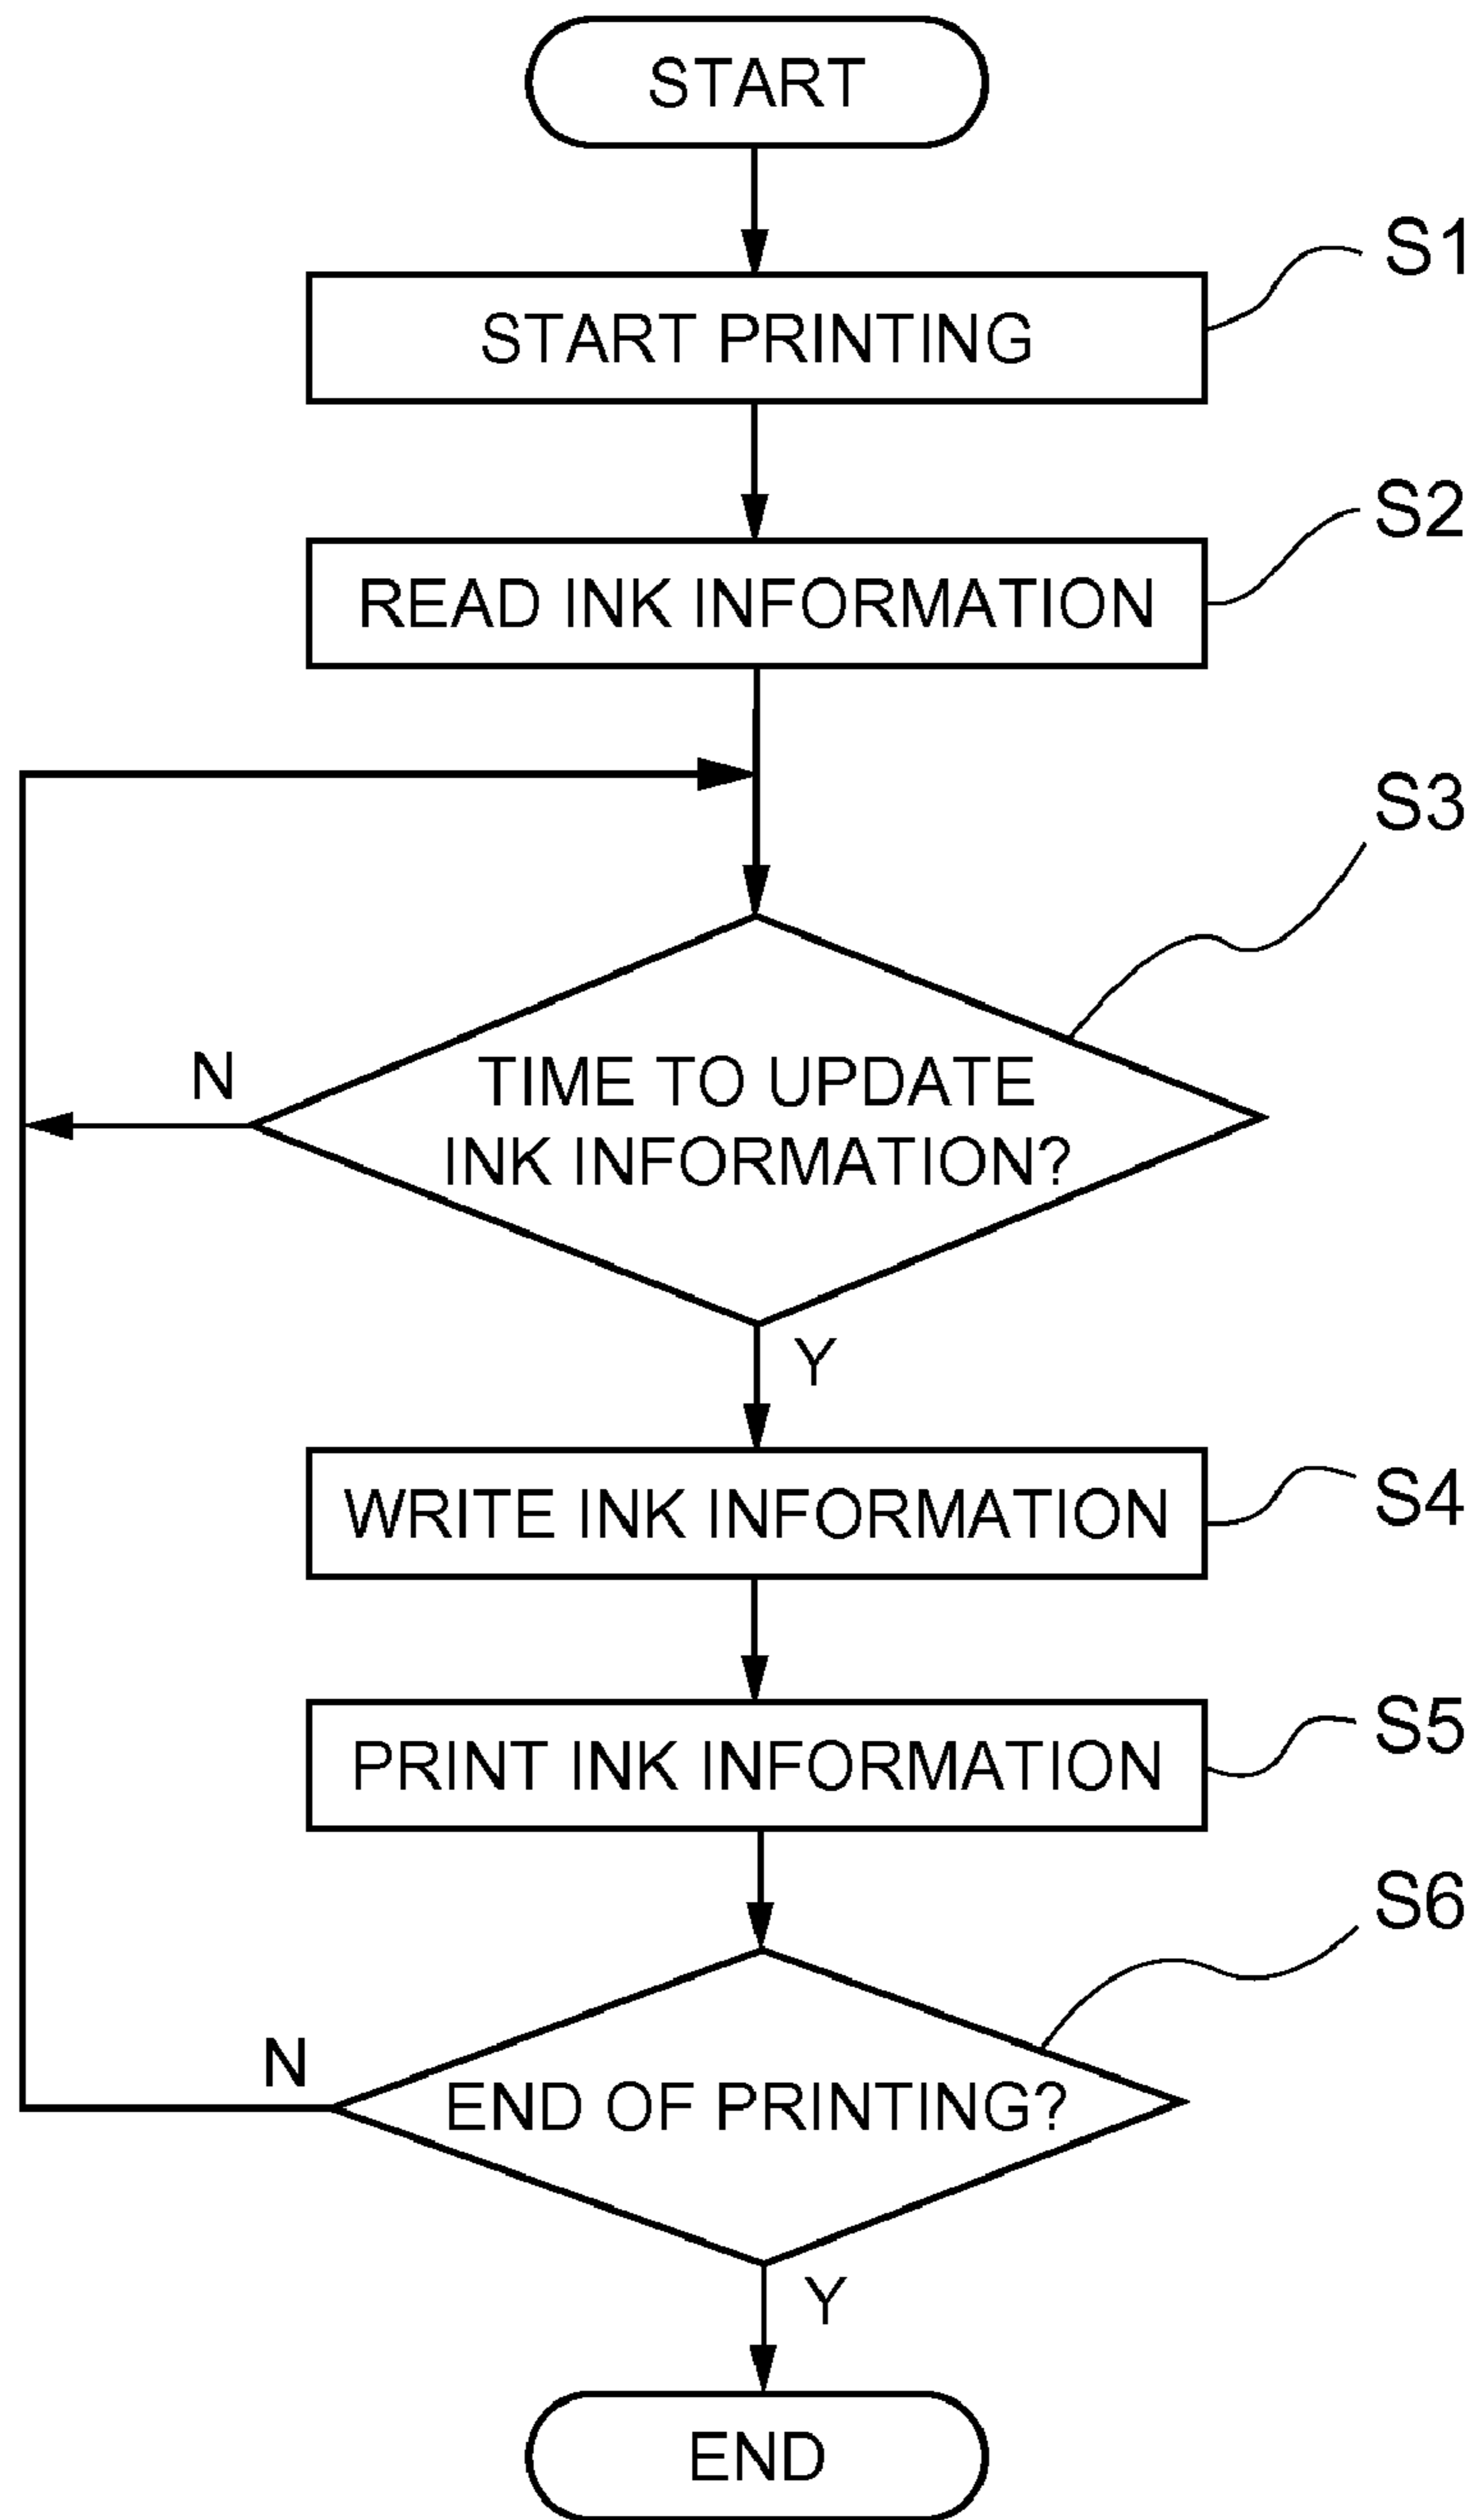 START
S1
START PRINTING
S2
READ INK INFORMATION
S3
N
TIME TO UPDATE
INK INFORMATION?
Y
S4
WRITE INK INFORMATION
S5
PRINT INK INFORMATION
S6
N
END OF PRINTING?
Y
END